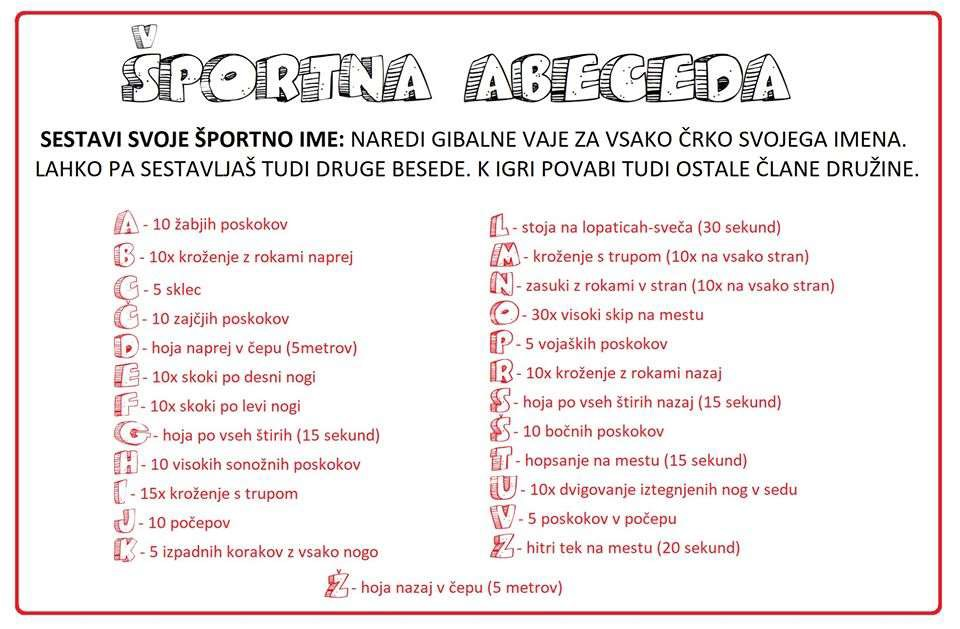 ŠPORTNA ABECEDA
SESTAVI SVOJE ŠPORTNO IME: NAREDI GIBALNE VAJE ZA VSAKO ČRKO SVOJEGA IMENA.
LAHKO PA SESTAVLJAŠ TUDI DRUGE BESEDE. K IGRI POVABI TUDI OSTALE ČLANE DRUŽINE.
A - 10 žabjih poskokov
B - 10x kroženje z rokami naprej
C - 5 sklec
Č - 10 zajčjih poskokov
D - hoja naprej v čepu (5metrov)
E - 10x skoki po desni nogi
F - 10x skoki po levi nogi
G - hoja po vseh štirih (15 sekund)
H - 10 visokih sonožnih poskokov
I - 15x kroženje s trupom
J - 10 počepov
K - 5 izpadnih korakov z vsako nogo
L - stoja na lopaticah-sveča (30 sekund)
M - kroženje s trupom (10x na vsako stran)
N - zasuki z rokami v stran (10x na vsako stran)
O - 30x visoki skip na mestu
P - 5 vojaških poskokov
R - 10x kroženje z rokami nazaj
S - hoja po vseh štirih nazaj (15 sekund)
Š - 10 bočnih poskokov
T - hopsanje na mestu (15 sekund)
U - 10x dvigovanje iztegnjenih nog v sedu
V - 5 poskokov v počepu
Z - hitri tek na mestu (20 sekund)
Ž - hoja nazaj v čepu (5 metrov)